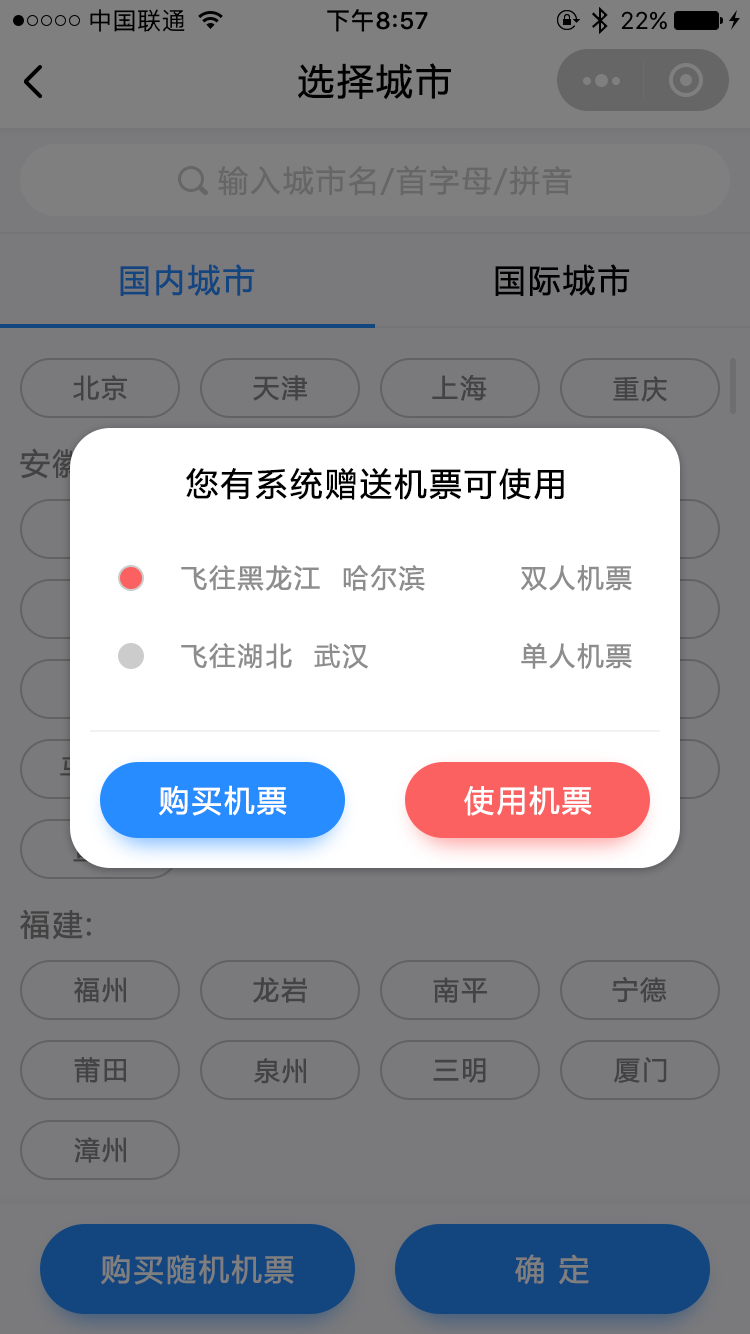 中国联通 下午8:57 22%
选择城市
输入城市名/首字母/拼音
国内城市 国际城市
北京 天津 上海 重庆
您有系统赠送机票可使用
飞往黑龙江 哈尔滨 双人机票
飞往湖北 武汉 单人机票
购买机票 使用机票
福建:
福州 龙岩 南平 宁德
莆田 泉州 三明 厦门
漳州
购买随机机票 确 定